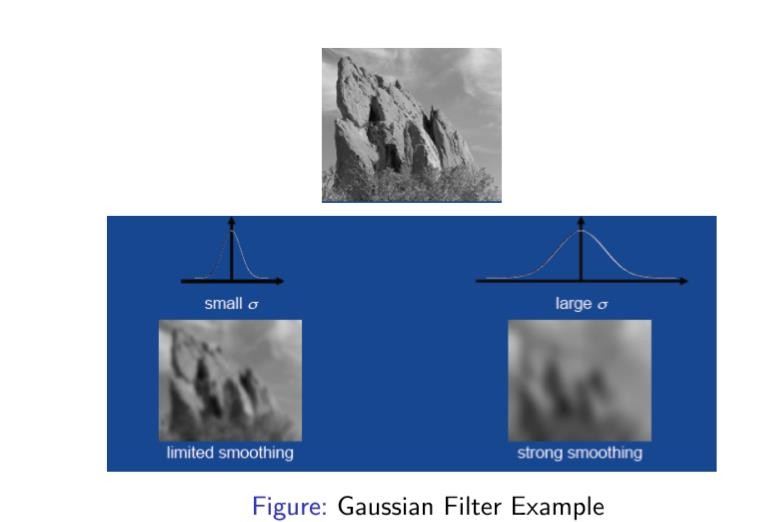 small σ
large σ
limited smoothing
strong smoothing
Figure: Gaussian Filter Example